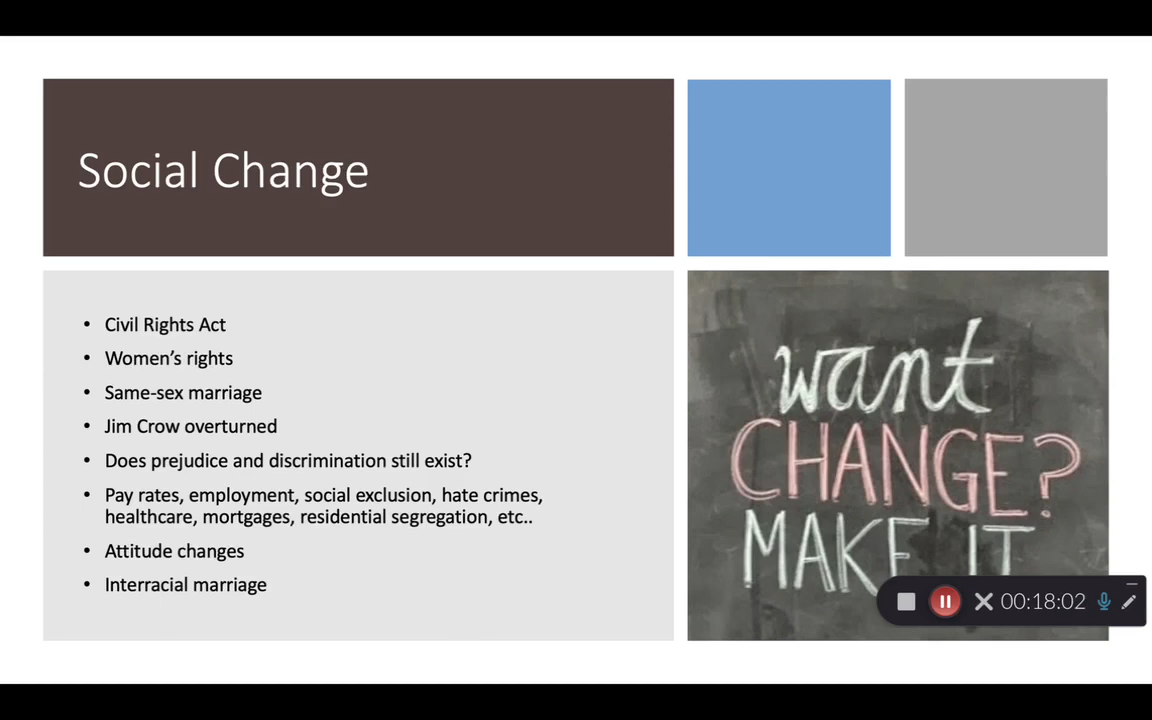 Social Change
• Civil Rights Act
• Women’s rights
• Same-sex marriage
• Jim Crow overturned
• Does prejudice and discrimination still exist?
• Pay rates, employment, social exclusion, hate crimes,
healthcare, mortgages, residential segregation, etc..
• Attitude changes
• Interracial marriage
want
CHANGE?
MAKE IT
00:18:02